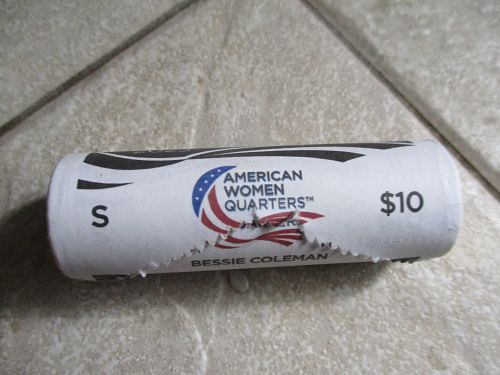 S
AMERICAN
WOMEN
QUARTERS™
$10
BESSIE COLEMAN